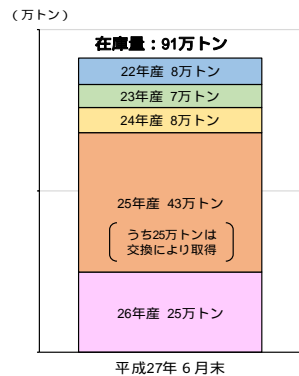 （万トン）
在庫量：91万トン
22年産 8万トン
23年産 7万トン
24年産 8万トン
25年産 43万トン
うち25万トンは
交換により取得
26年産 25万トン
平成27年６月末